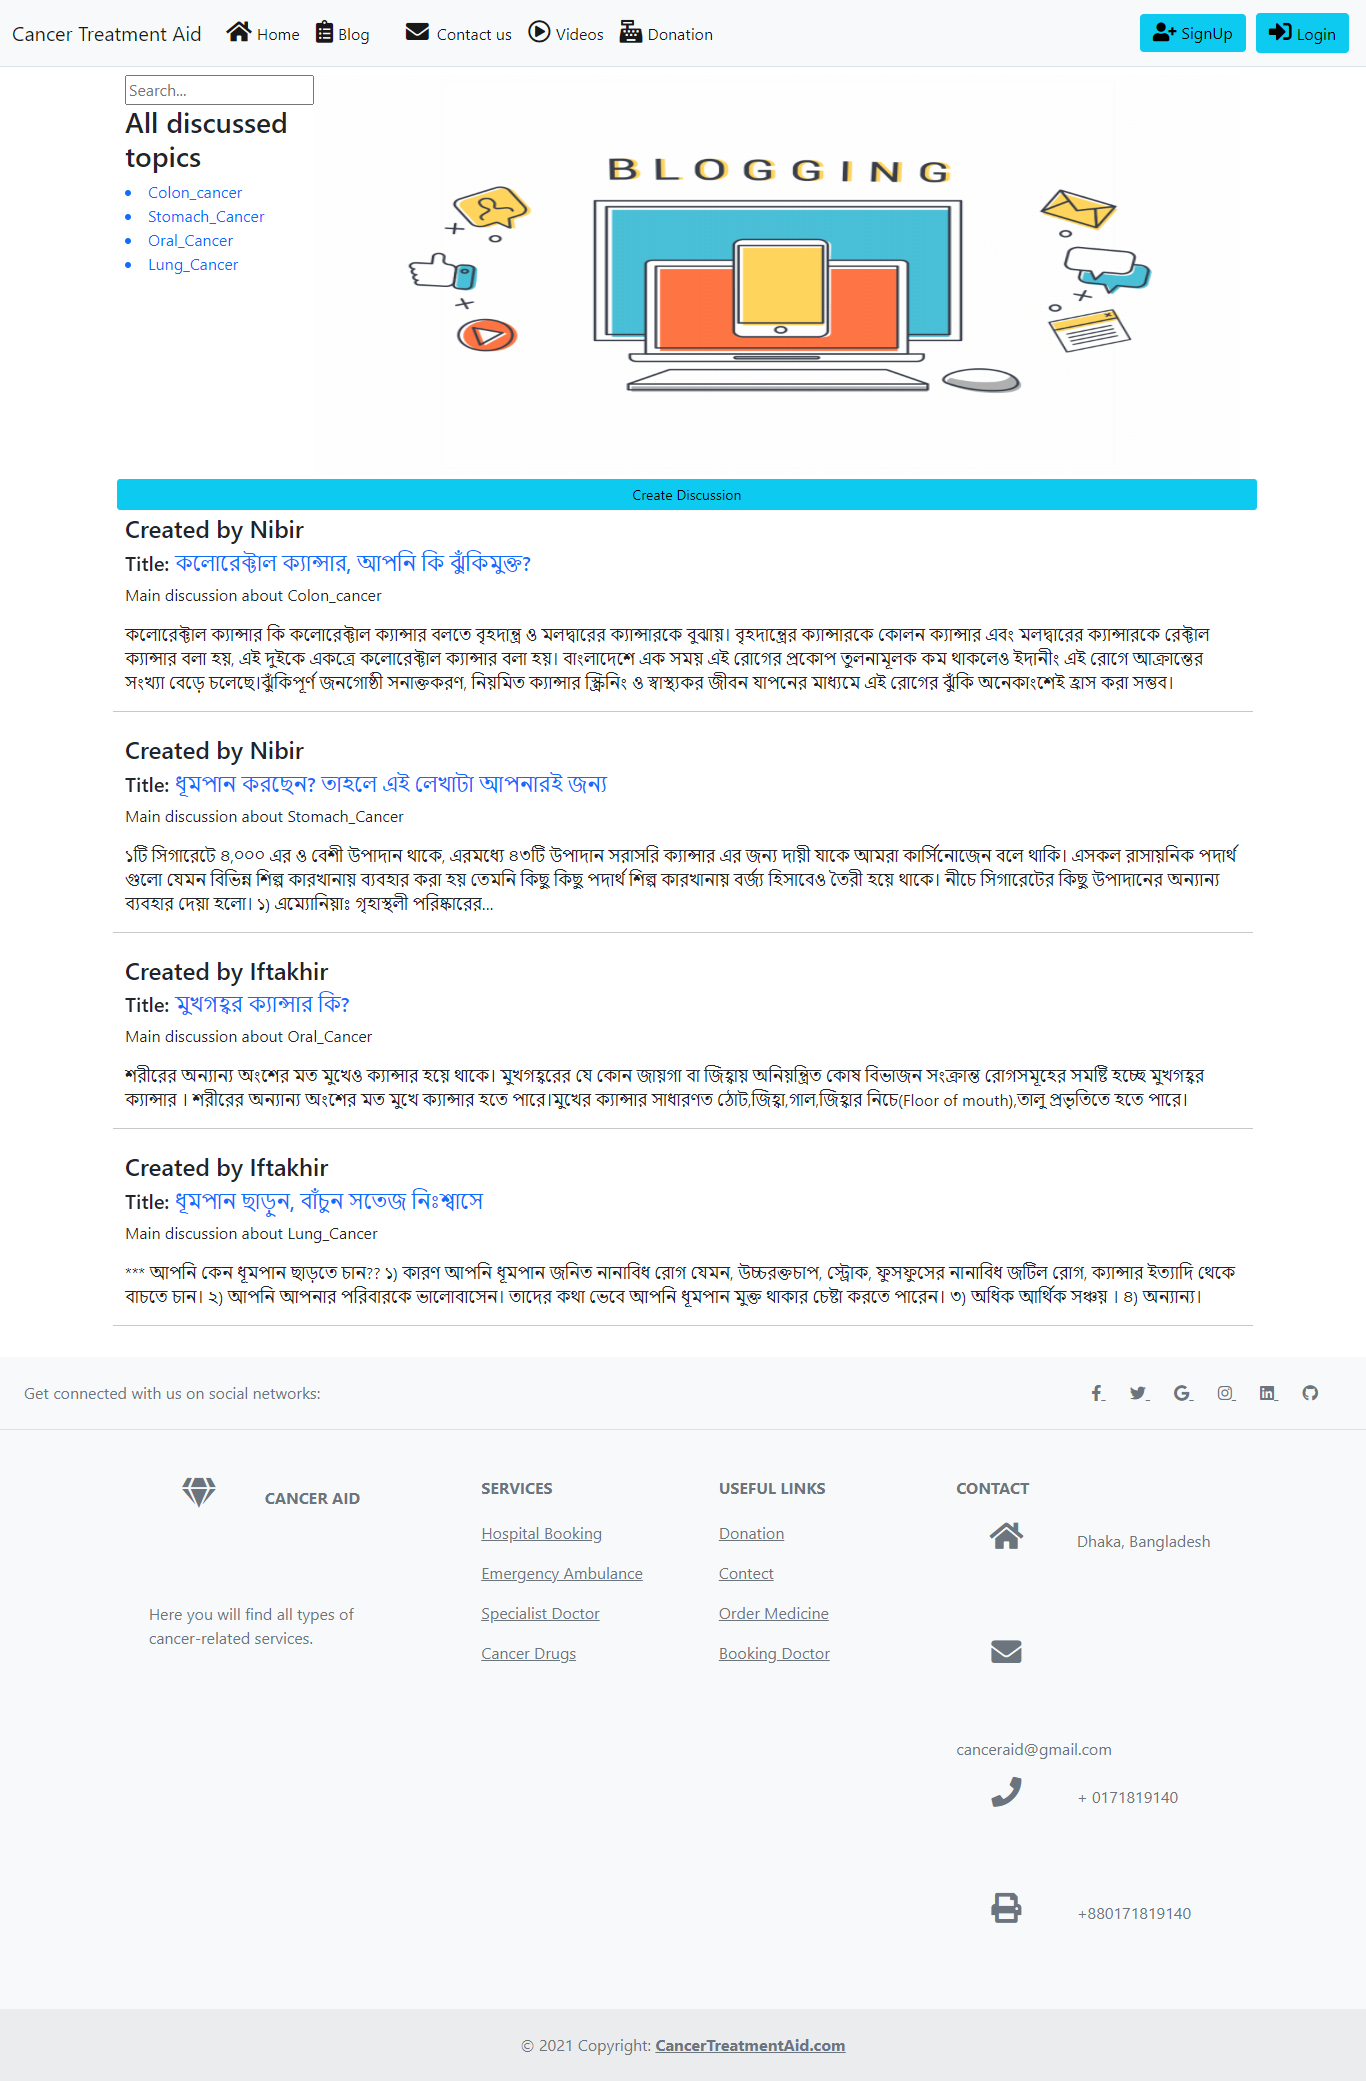 Cancer Treatment Aid Home Blog Contact us Videos Donation SignUp Login
Search...
All discussed
topics
Colon_cancer
Stomach_Cancer
Oral_Cancer
Lung_Cancer
BLOGGING
Create Discussion
Created by Nibir
Title: কলোরেক্টাল ক্যান্সার, আপনি কি ঝুঁকিমুক্ত?
Main discussion about Colon_cancer
কলোরেক্টাল ক্যান্সার কি কলোরেক্টাল ক্যান্সার বলতে বৃহদান্ত্র ও মলদ্বারের ক্যান্সারকে বুঝায়। বৃহদান্ত্রের ক্যান্সারকে কোলন ক্যান্সার এবং মলদ্বারের ক্যান্সারকে রেক্টাল
ক্যান্সার বলা হয়, এই দুইকে একত্রে কলোরেক্টাল ক্যান্সার বলা হয়। বাংলাদেশে এক সময় এই রোগের প্রকোপ তুলনামূলক কম থাকলেও ইদানীং এই রোগে আক্রান্তের
সংখ্যা বেড়ে চলেছে।ঝুঁকিপূর্ণ জনগোষ্ঠী সনাক্তকরণ, নিয়মিত ক্যান্সার স্ক্রিনিং ও স্বাস্থ্যকর জীবন যাপনের মাধ্যমে এই রোগের ঝুঁকি অনেকাংশেই হ্রাস করা সম্ভব।
Created by Nibir
Title: ধূমপান করছেন? তাহলে এই লেখাটা আপনারই জন্য
Main discussion about Stomach_Cancer
১টি সিগারেটে ৪,০০০ এর ও বেশী উপাদান থাকে, এরমধ্যে ৪৩টি উপাদান সরাসরি ক্যান্সার এর জন্য দায়ী যাকে আমরা কার্সিনোজেন বলে থাকি। এসকল রাসায়নিক পদার্থ
গুলো যেমন বিভিন্ন শিল্প কারখানায় ব্যবহার করা হয় তেমনি কিছু কিছু পদার্থ শিল্প কারখানায় বর্জ্য হিসাবেও তৈরী হয়ে থাকে। নীচে সিগারেটের কিছু উপাদানের অন্যান্য
ব্যবহার দেয়া হলো। ১) এম্যোনিয়াঃ গৃহাস্থলী পরিষ্কারের...
Created by Iftakhir
Title: মুখগহ্বর ক্যান্সার কি?
Main discussion about Oral_Cancer
শরীরের অন্যান্য অংশের মত মুখেও ক্যান্সার হয়ে থাকে। মুখগহ্বরের যে কোন জায়গা বা জিহ্বায় অনিয়ন্ত্রিত কোষ বিভাজন সংক্রান্ত রোগসমূহের সমষ্টি হচ্ছে মুখগহ্বর
ক্যান্সার । শরীরের অন্যান্য অংশের মত মুখে ক্যান্সার হতে পারে।মুখের ক্যান্সার সাধারণত ঠোট,জিহ্বা,গাল,জিহ্বার নিচে(Floor of mouth),তালু প্রভৃতিতে হতে পারে।
Created by Iftakhir
Title: ধূমপান ছাড়ুন, বাঁচুন সতেজ নিঃশ্বাসে
Main discussion about Lung_Cancer
*** আপনি কেন ধূমপান ছাড়তে চান?? ১) কারণ আপনি ধূমপান জনিত নানাবিধ রোগ যেমন, উচ্চরক্তচাপ, স্ট্রোক, ফুসফুসের নানাবিধ জটিল রোগ, ক্যান্সার ইত্যাদি থেকে
বাচতে চান। ২) আপনি আপনার পরিবারকে ভালোবাসেন। তাদের কথা ভেবে আপনি ধূমপান মুক্ত থাকার চেষ্টা করতে পারেন। ৩) অধিক আর্থিক সঞ্চয় । ৪) অন্যান্য।
Get connected with us on social networks:
CANCER AID
Here you will find all types of
cancer-related services.
SERVICES
Hospital Booking
Emergency Ambulance
Specialist Doctor
Cancer Drugs
USEFUL LINKS
Donation
Contect
Order Medicine
Booking Doctor
CONTACT
Dhaka, Bangladesh
canceraid@gmail.com
+ 0171819140
+880171819140
© 2021 Copyright: CancerTreatmentAid.com